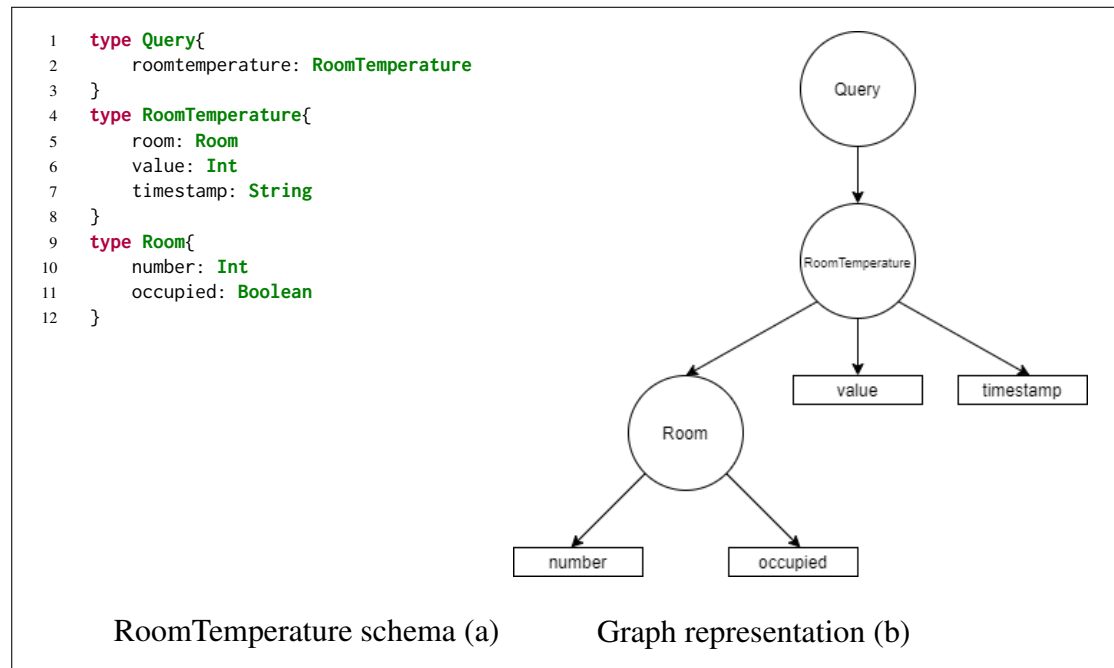 1 type Query{
2 roomtemperature: RoomTemperature
3 }
4 type RoomTemperature{
5 room: Room
6 value: Int
7 timestamp: String
8 }
9 type Room{
10 number: Int
11 occupied: Boolean
12 }
Query
RoomTemperature
value
timestamp
Room
number
occupied
RoomTemperature schema (a)
Graph representation (b)